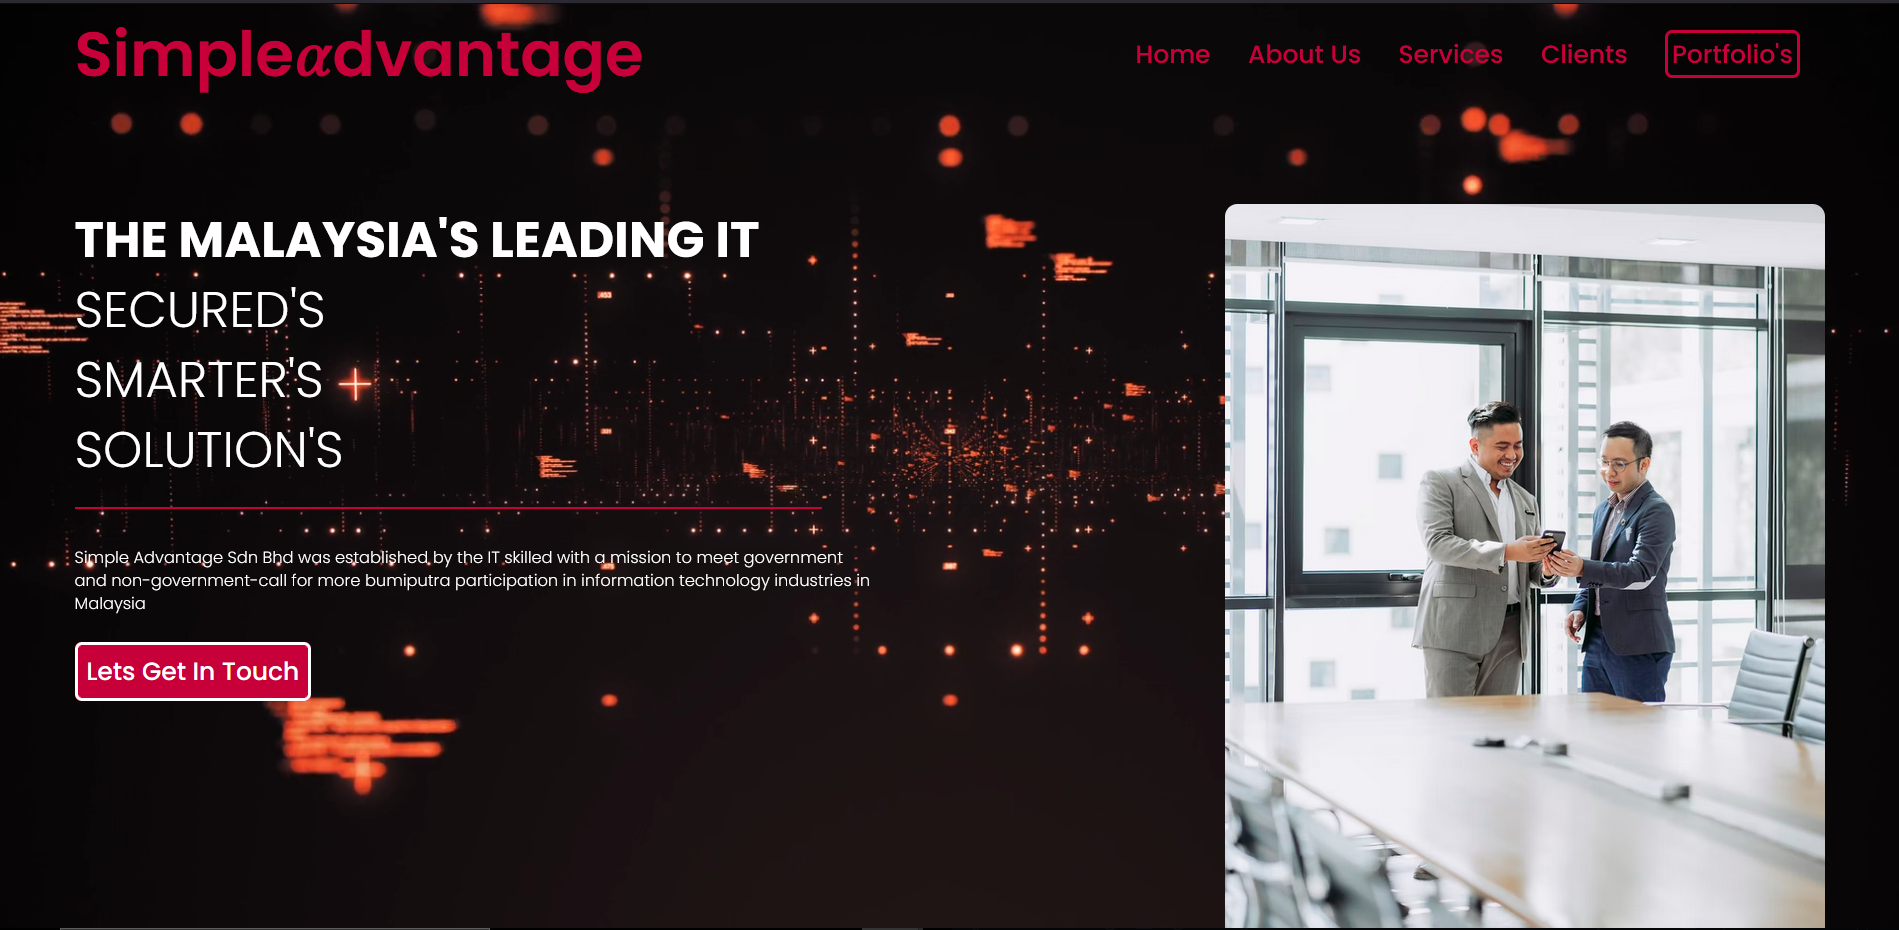 Simpleαdvantage
Home About Us Services Clients Portfolio's
THE MALAYSIA'S LEADING IT
SECURED'S
SMARTER'S
SOLUTION'S
Simple Advantage Sdn Bhd was established by the IT skilled with a mission to meet government
and non-government-call for more bumiputra participation in information technology industries in
Malaysia
Lets Get In Touch